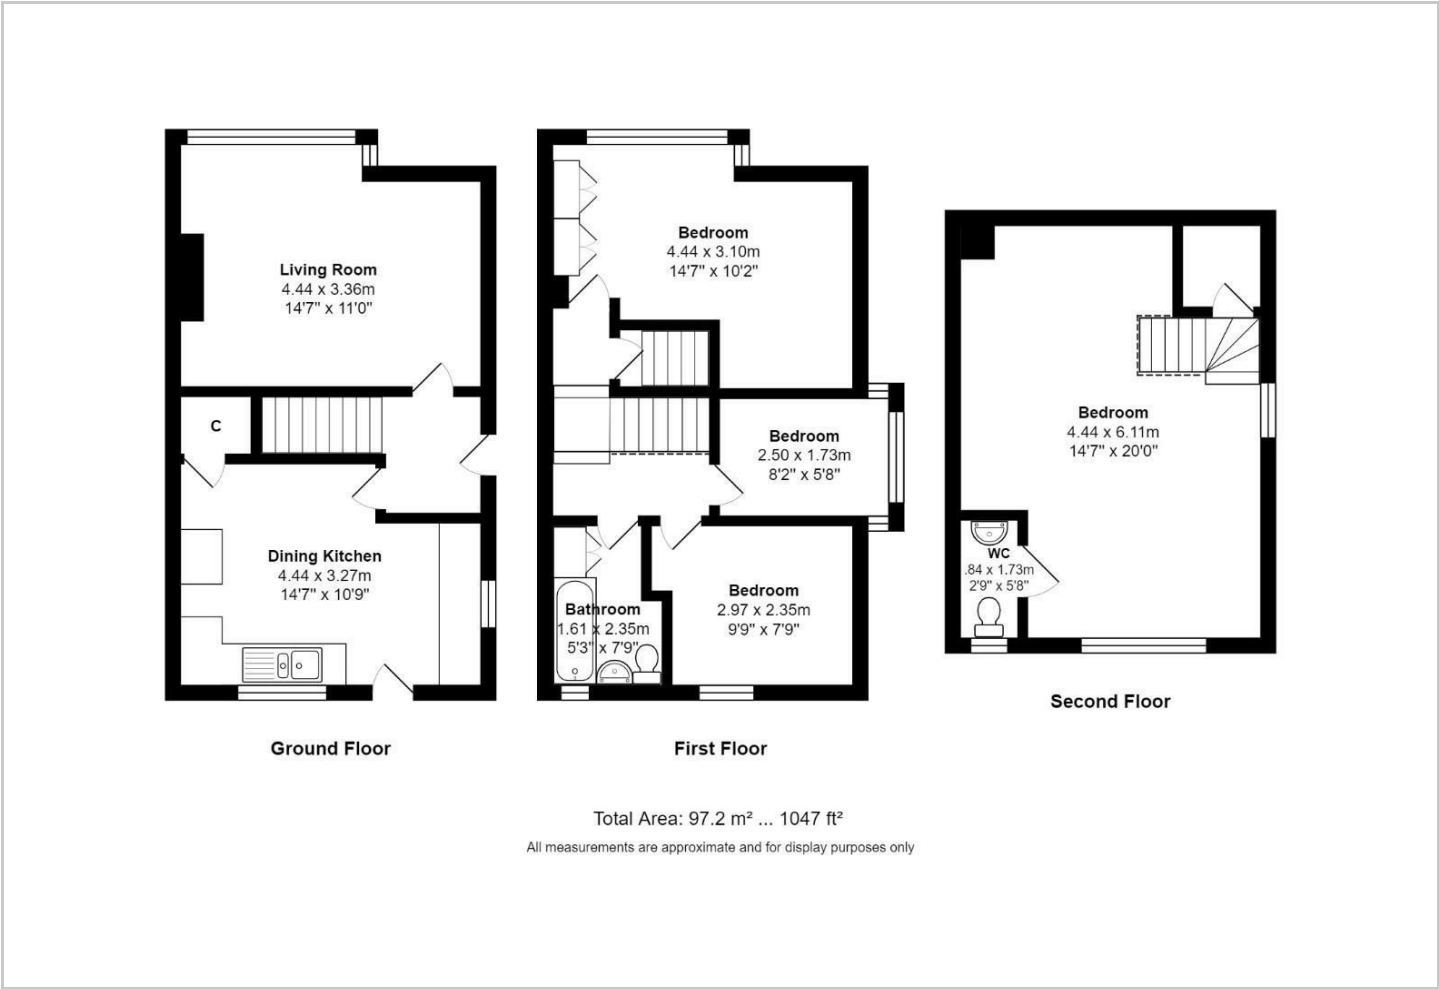 Living Room
4.44 x 3.36m
14'7" x 11'0"
C
Dining Kitchen
4.44 x 3.27m
14'7" x 10'9"
Ground Floor
Bedroom
4.44 x 3.10m
14'7" x 10'2"
Bedroom
2.50 x 1.73m
8'2" x 5'8"
Bathroom
1.61 x 2.35m
5'3" x 7'9"
Bedroom
2.97 x 2.35m
9'9" x 7'9"
First Floor
Bedroom
4.44 x 6.11m
14'7" x 20'0"
WC
.84 x 1.73m
2'9" x 5'8"
Second Floor
Total Area: 97.2 m² ... 1047 ft²
All measurements are approximate and for display purposes only